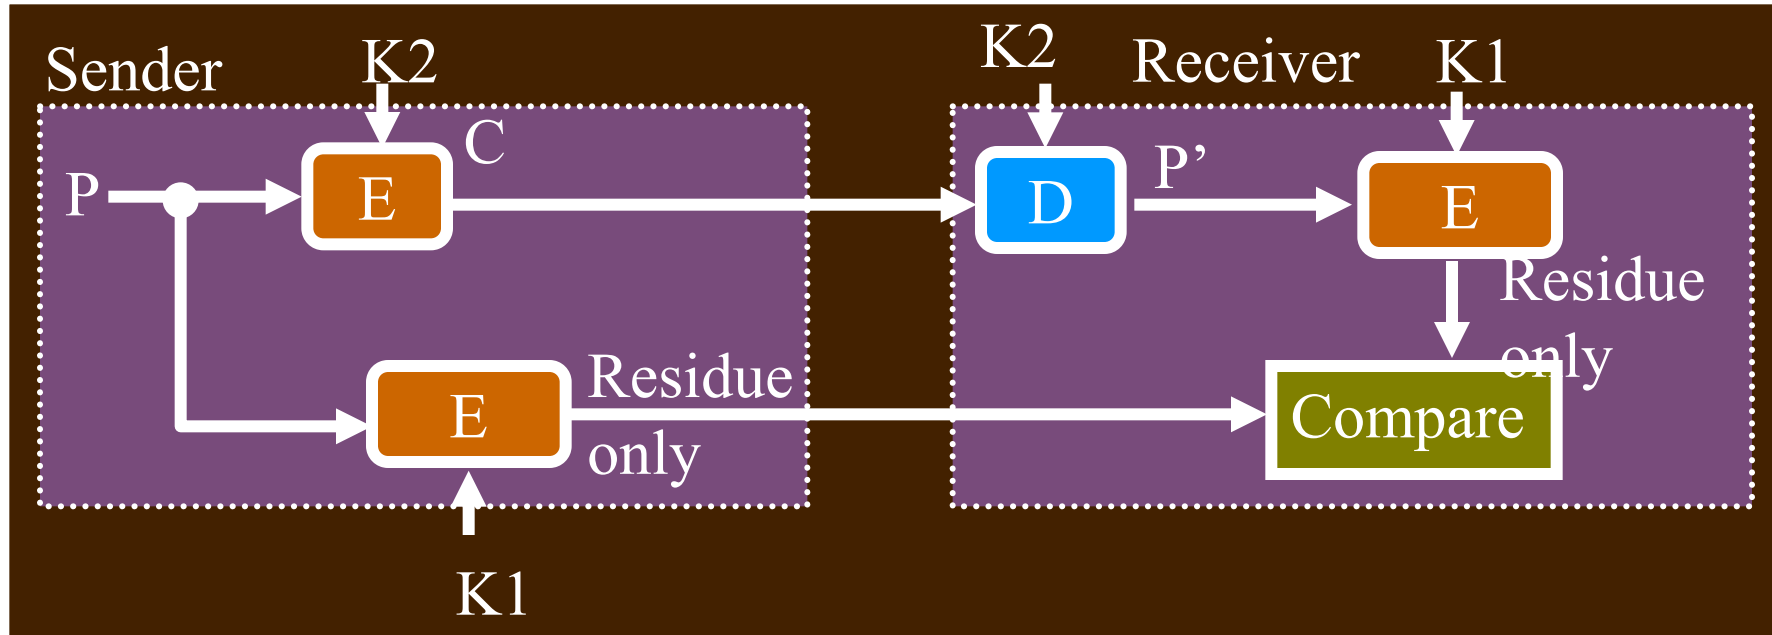 Sender
K2
K2
Receiver
K1
P
E
C
D
P’
E
Residue
only
E
Residue
only
Compare
K1